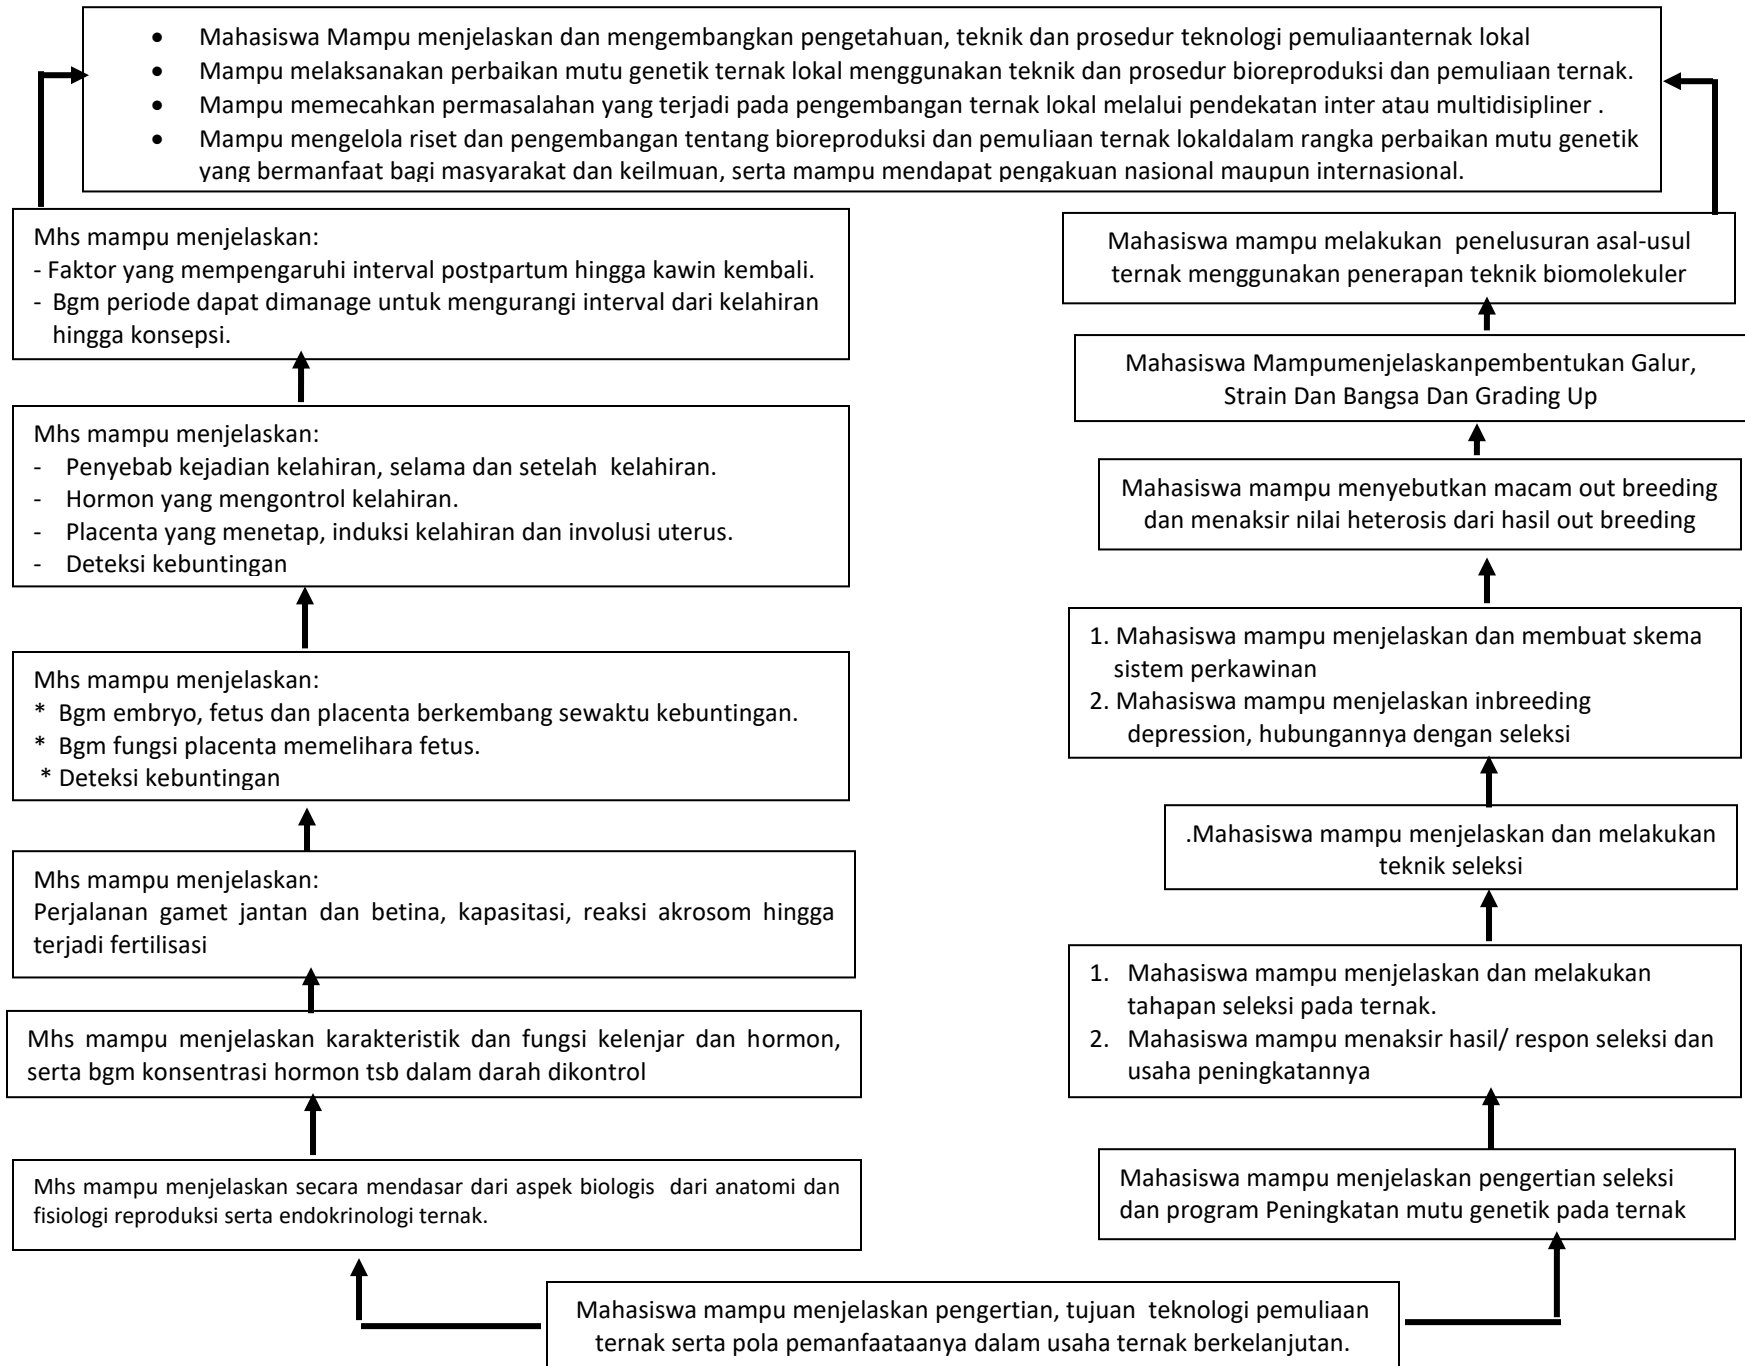 • Mahasiswa Mampu menjelaskan dan mengembangkan pengetahuan, teknik dan prosedur teknologi pemuliaanternak lokal
• Mampu melaksanakan perbaikan mutu genetik ternak lokal menggunakan teknik dan prosedur bioreproduksi dan pemuliaan ternak.
• Mampu memecahkan permasalahan yang terjadi pada pengembangan ternak lokal melalui pendekatan inter atau multidisipliner .
• Mampu mengelola riset dan pengembangan tentang bioreproduksi dan pemuliaan ternak lokaldalam rangka perbaikan mutu genetik
yang bermanfaat bagi masyarakat dan keilmuan, serta mampu mendapat pengakuan nasional maupun internasional.
Mhs mampu menjelaskan:
- Faktor yang mempengaruhi interval postpartum hingga kawin kembali.
- Bgm periode dapat dimanage untuk mengurangi interval dari kelahiran
hingga konsepsi.
Mhs mampu menjelaskan:
- Penyebab kejadian kelahiran, selama dan setelah kelahiran.
- Hormon yang mengontrol kelahiran.
- Placenta yang menetap, induksi kelahiran dan involusi uterus.
- Deteksi kebuntingan
Mhs mampu menjelaskan:
* Bgm embryo, fetus dan placenta berkembang sewaktu kebuntingan.
* Bgm fungsi placenta memelihara fetus.
* Deteksi kebuntingan
Mhs mampu menjelaskan:
Perjalanan gamet jantan dan betina, kapasitasi, reaksi akrosom hingga
terjadi fertilisasi
Mhs mampu menjelaskan karakteristik dan fungsi kelenjar dan hormon,
serta bgm konsentrasi hormon tsb dalam darah dikontrol
Mhs mampu menjelaskan secara mendasar dari aspek biologis dari anatomi dan
fisiologi reproduksi serta endokrinologi ternak.
Mahasiswa mampu melakukan penelusuran asal-usul
ternak menggunakan penerapan teknik biomolekuler
Mahasiswa Mampumenjelaskanpembentukan Galur,
Strain Dan Bangsa Dan Grading Up
Mahasiswa mampu menyebutkan macam out breeding
dan menaksir nilai heterosis dari hasil out breeding
1. Mahasiswa mampu menjelaskan dan membuat skema
sistem perkawinan
2. Mahasiswa mampu menjelaskan inbreeding
depression, hubungannya dengan seleksi
.Mahasiswa mampu menjelaskan dan melakukan
teknik seleksi
1. Mahasiswa mampu menjelaskan dan melakukan
tahapan seleksi pada ternak.
2. Mahasiswa mampu menaksir hasil/ respon seleksi dan
usaha peningkatannya
Mahasiswa mampu menjelaskan pengertian seleksi
dan program Peningkatan mutu genetik pada ternak
Mahasiswa mampu menjelaskan pengertian, tujuan teknologi pemuliaan
ternak serta pola pemanfaataanya dalam usaha ternak berkelanjutan.